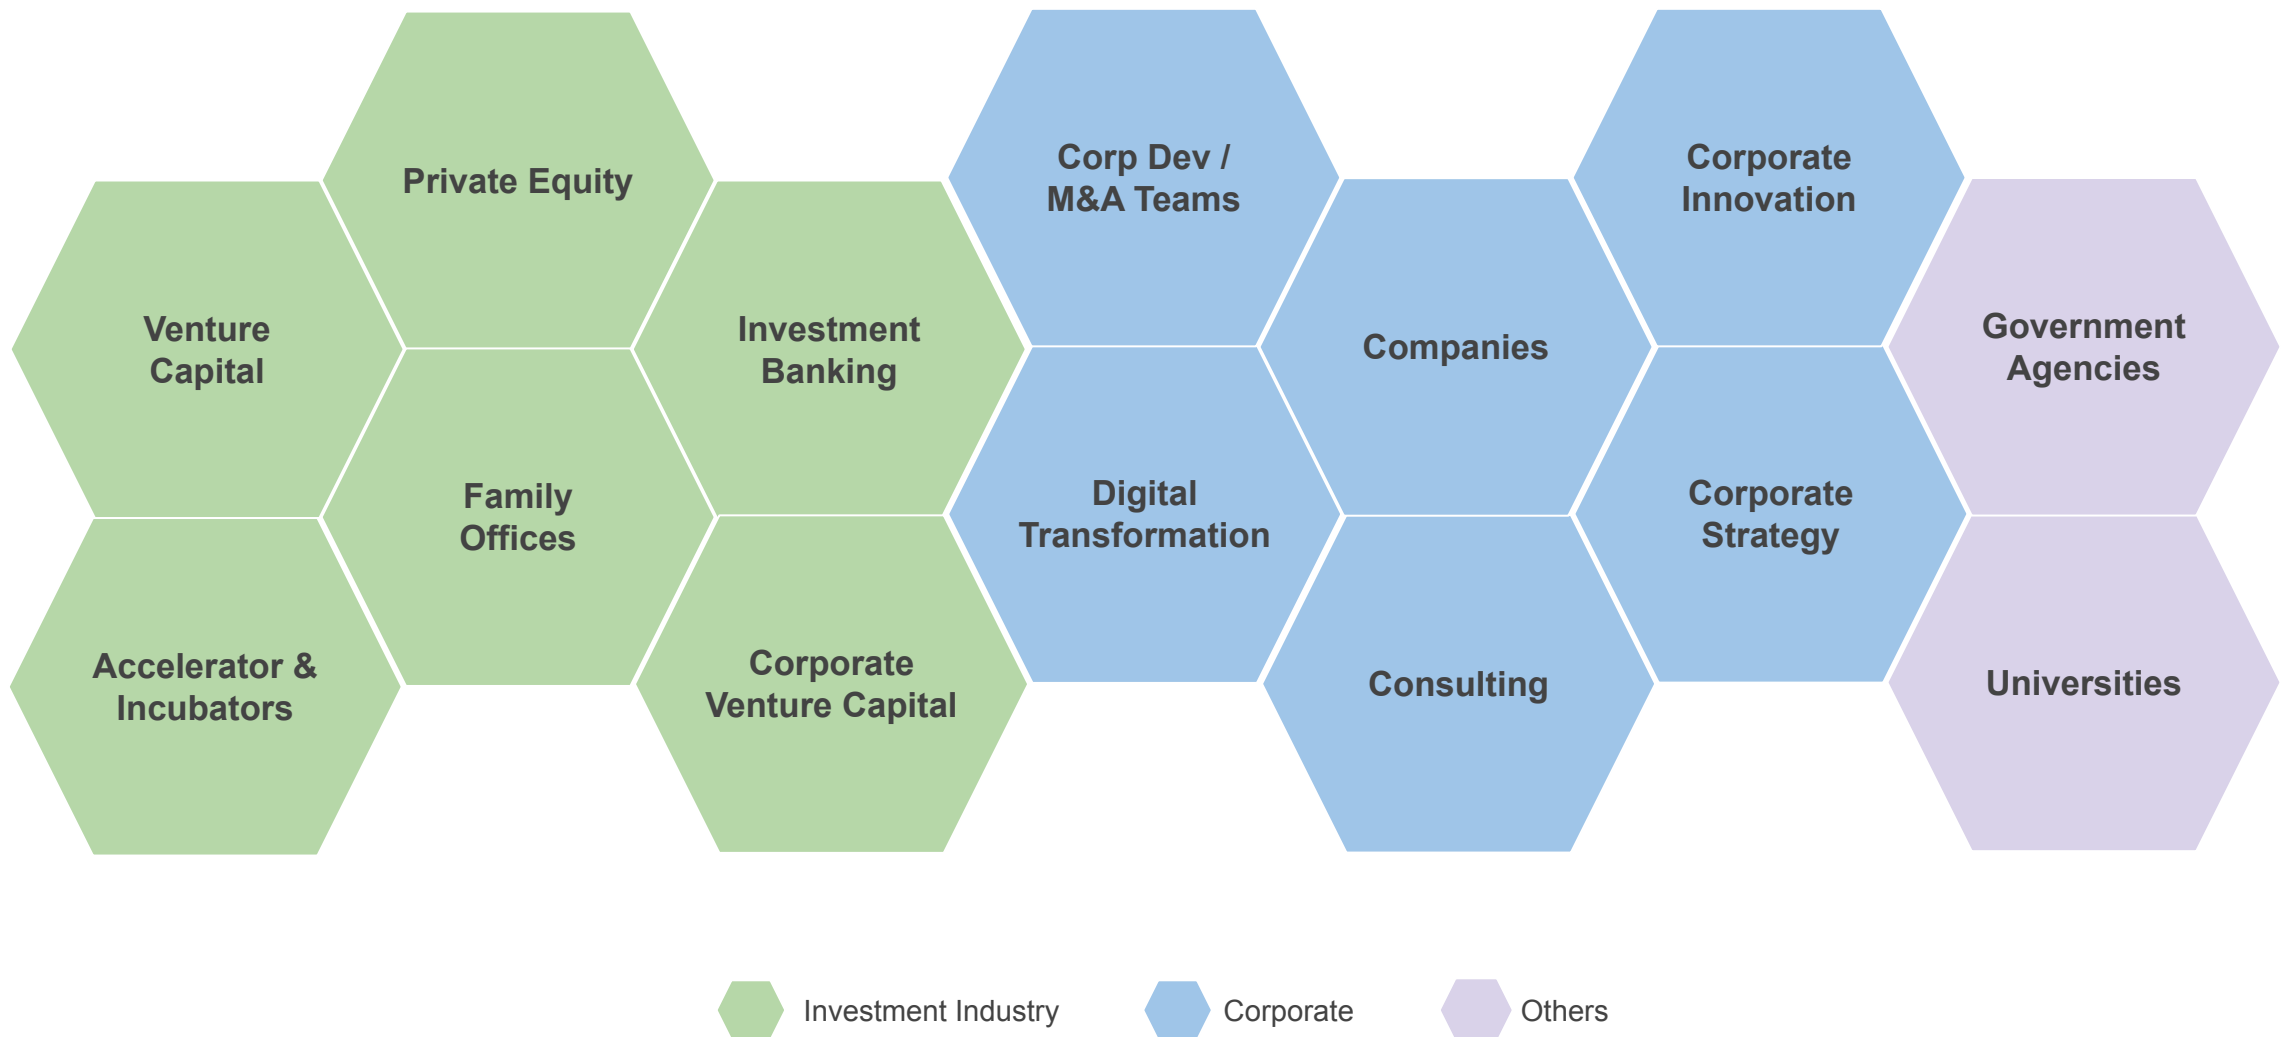 Private Equity
Venture
Capital
Investment
Banking
Family
Offices
Accelerator &
Incubators
Corporate
Venture Capital
Corp Dev /
M&A Teams
Companies
Digital
Transformation
Consulting
Corporate
Innovation
Corporate
Strategy
Government
Agencies
Universities
Investment Industry
Corporate
Others